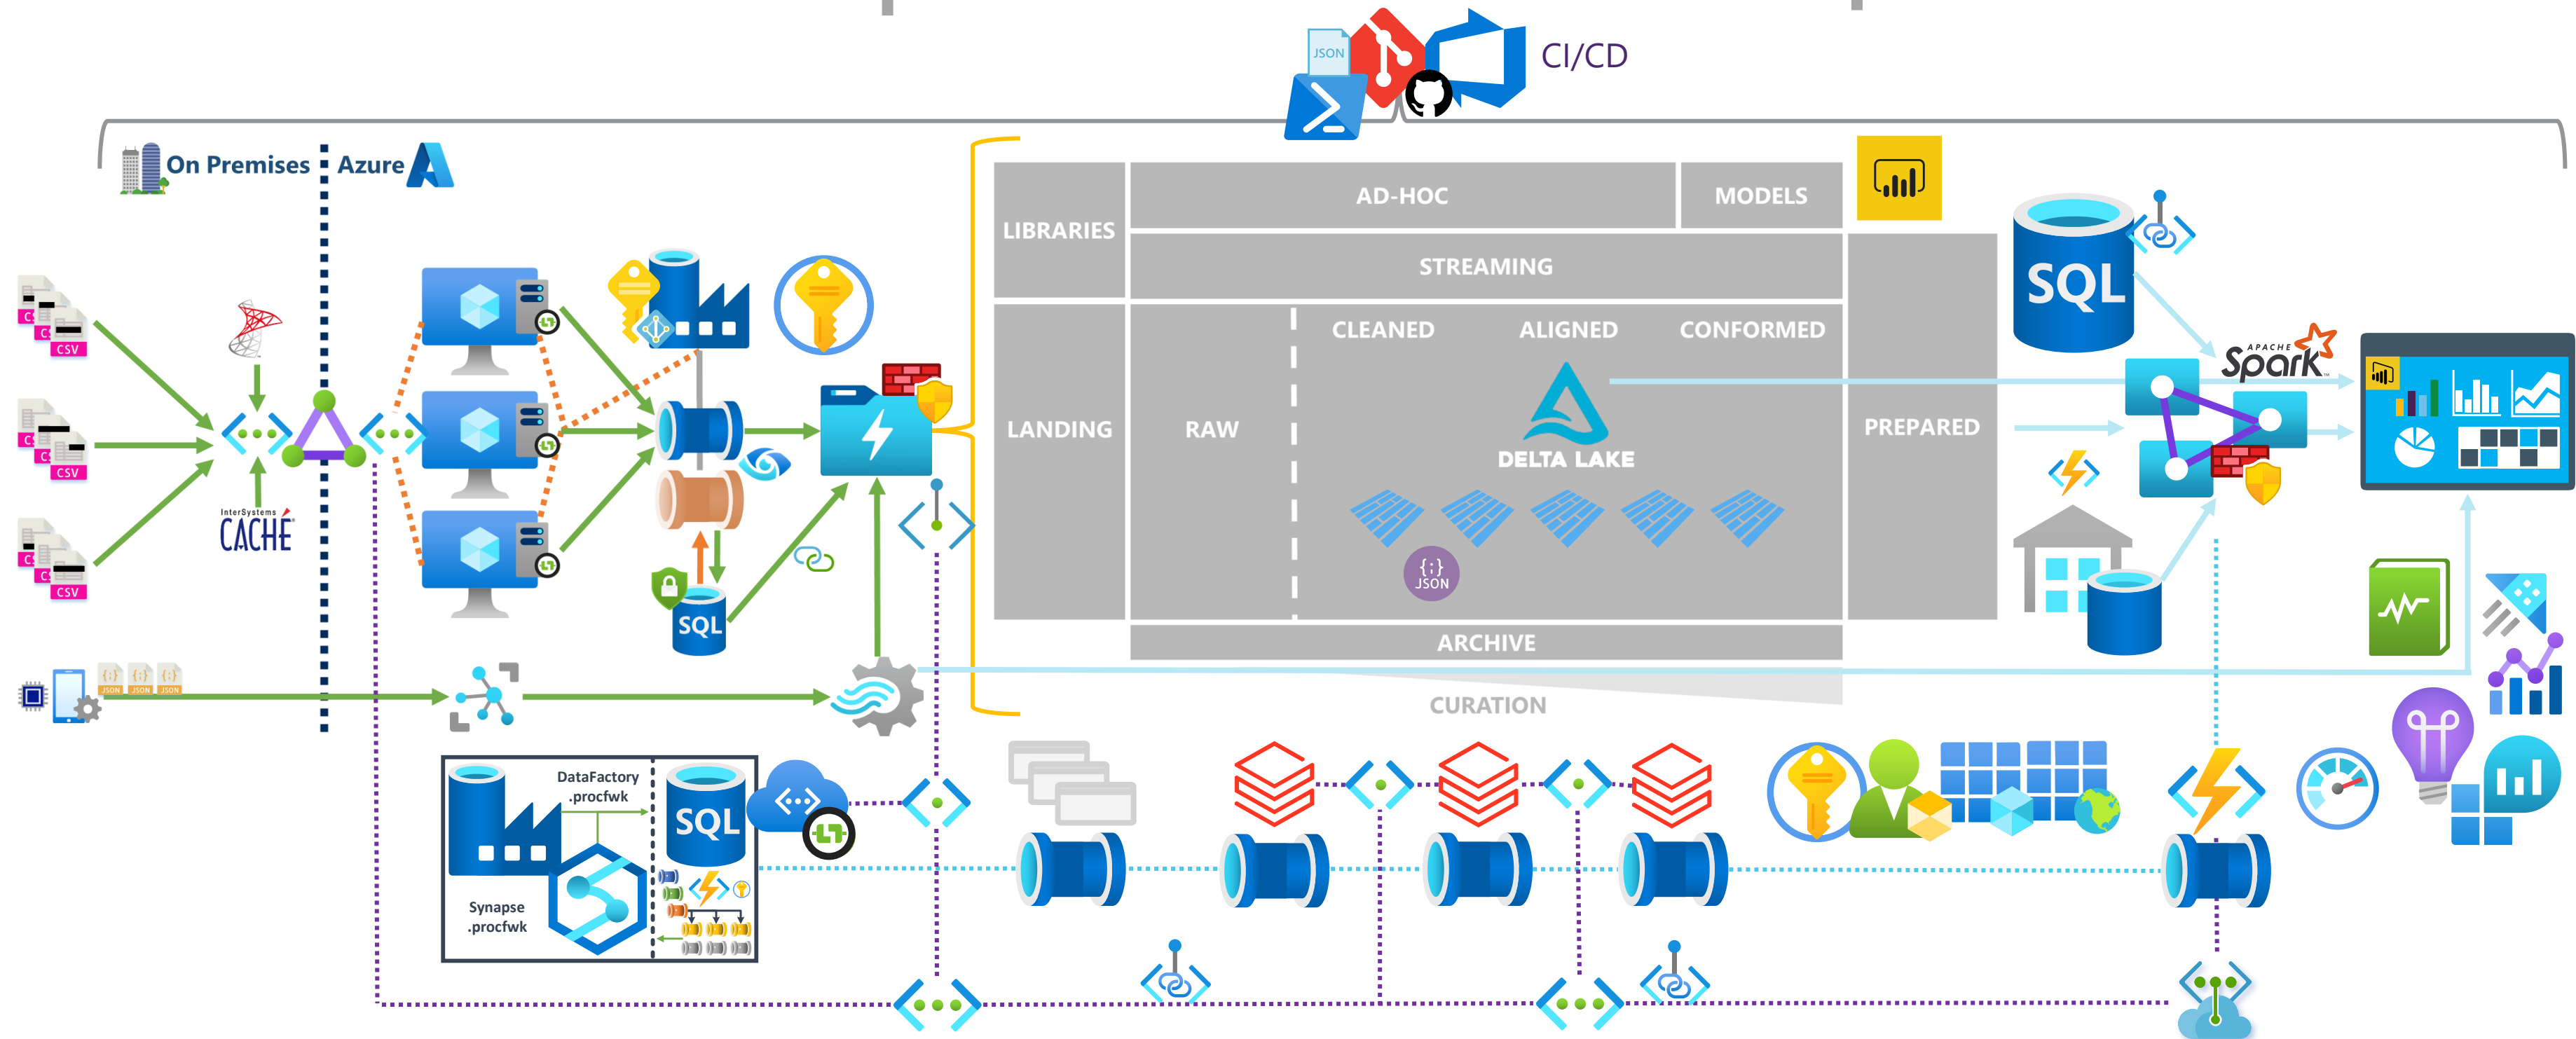 JSON
CI/CD
On Premises
Azure
LIBRARIES
AD-HOC
MODELS
STREAMING
LANDING
RAW
CLEANED
ALIGNED
CONFORMED
DELTA LAKE
{;}
JSON
PREPARED
ARCHIVE
CURATION
SQL
APACHE
Spark
CSV
CSV
CSV
InterSystems
CACHÉ
SQL
{;}
JSON
{;}
JSON
{;}
JSON
DataFactory
.procfwk
SQL
Synapse
.procfwk